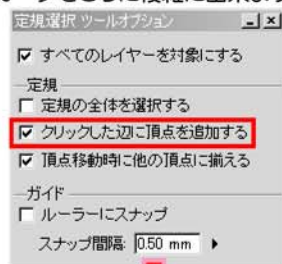 定規選択 ツールオプション
すべてのレイヤーを対象にする
定規
定規の全体を選択する
クリックした辺に頂点を追加する
頂点移動時に他の頂点に揃える
ガイド
ルーラーにスナップ
スナップ間隔: 0.50 mm